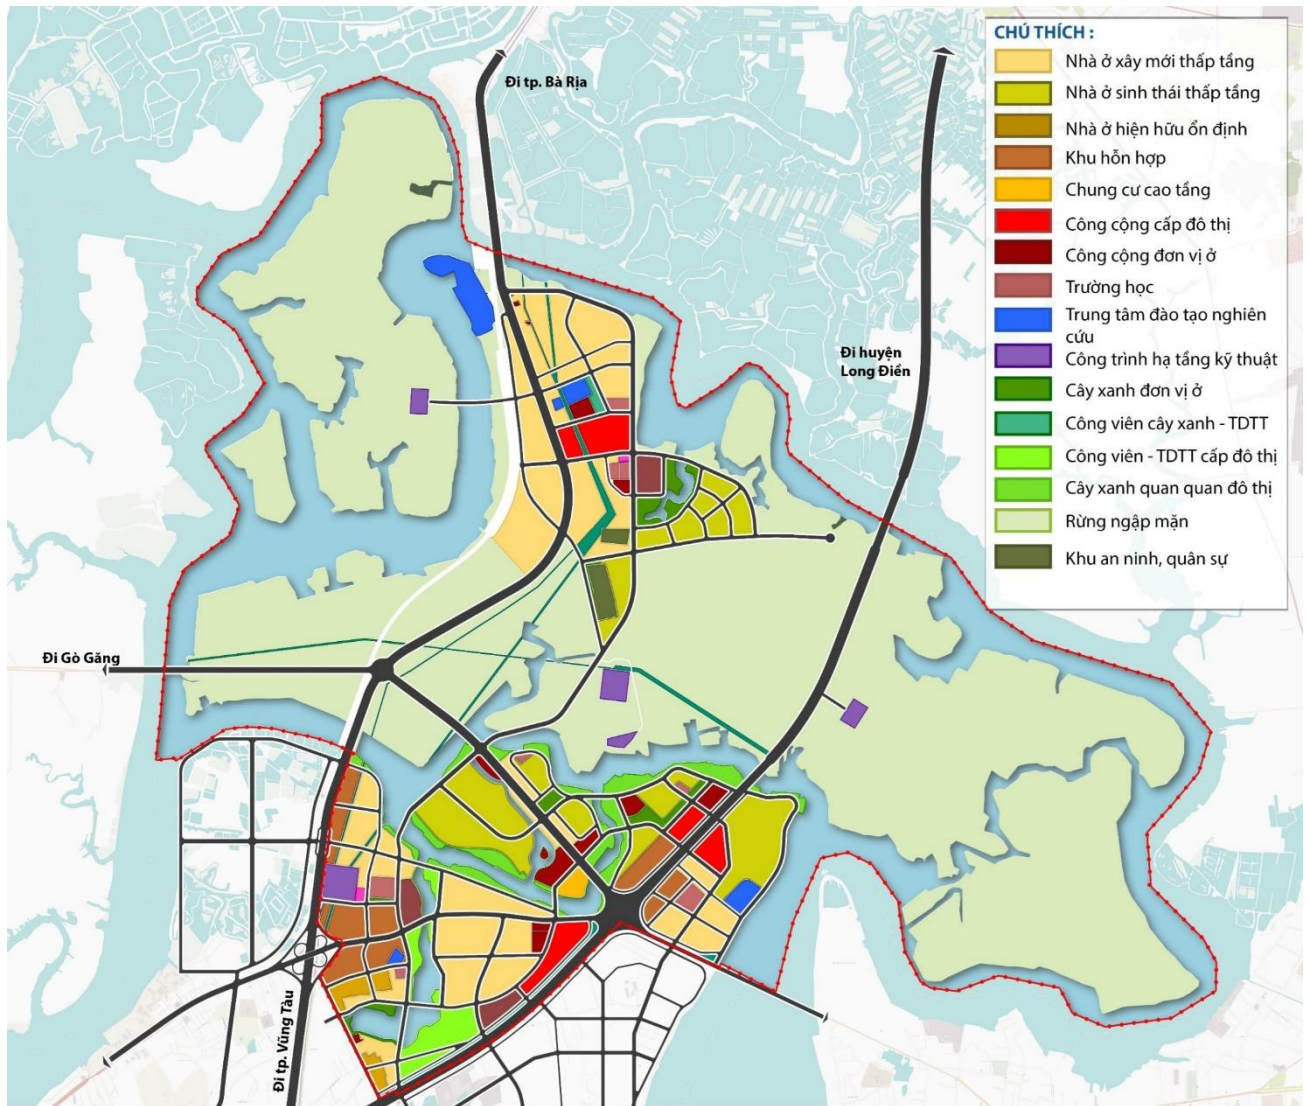 CHÚ THÍCH :
Nhà ở xây mới thấp tầng
Nhà ở sinh thái thấp tầng
Nhà ở hiện hữu ổn định
Khu hỗn hợp
Chung cư cao tầng
Công cộng cấp đô thị
Công cộng đơn vị ở
Trường học
Trung tâm đào tạo nghiên
cứu
Công trình hạ tầng kỹ thuật
Cây xanh đơn vị ở
Công viên cây xanh - TDTT
Công viên - TDTT cấp đô thị
Cây xanh quan quan đô thị
Rừng ngập mặn
Khu an ninh, quân sự
Đi tp. Bà Rịa
Đi huyện
Long Điền
Đi Gò Găng
Đi tp. Vũng Tàu